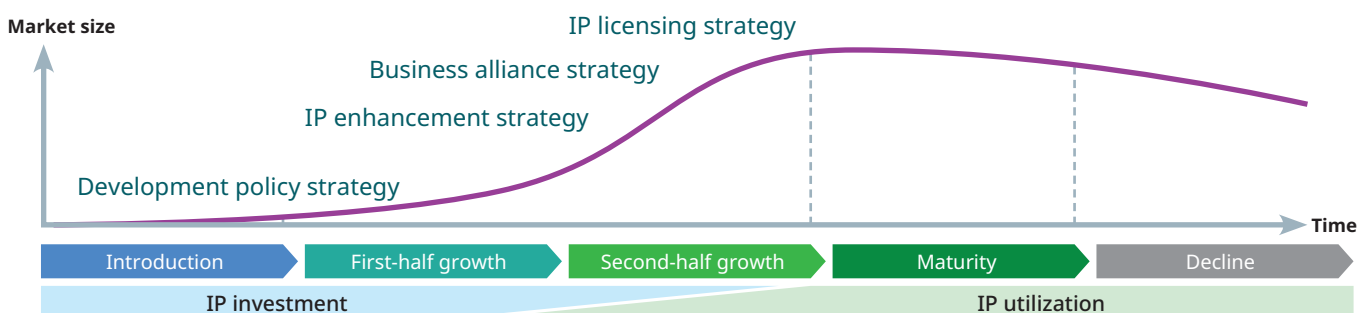 Market size
IP licensing strategy
Business alliance strategy
IP enhancement strategy
Development policy strategy
Time
Introduction
First-half growth
Second-half growth
Maturity
Decline
IP investment
IP utilization